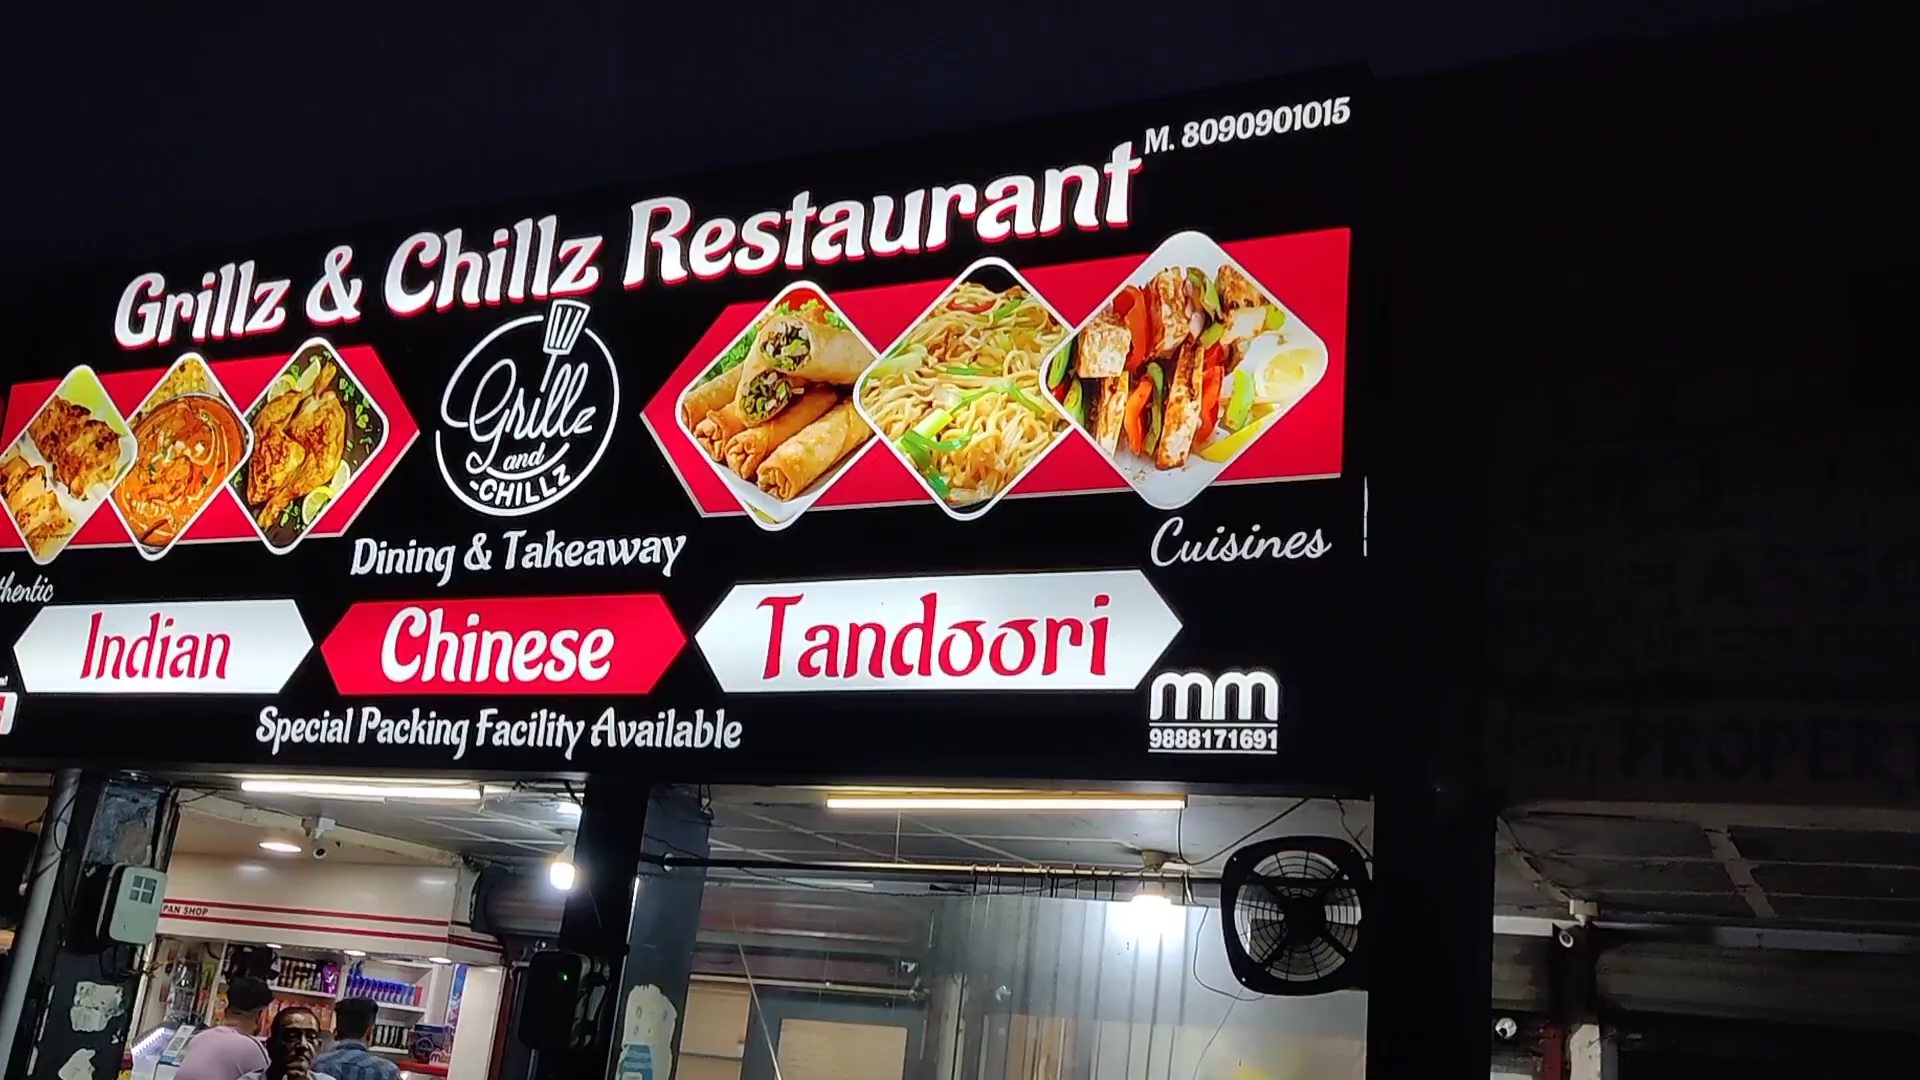 M. 8090901015
Grillz & Chillz Restaurant
Grillz
and
-CHILLZ
Dining & Takeaway
Cuisines
Indian
Chinese
Tandoori
Special Packing Facility Available
mm
9888171691
PAN SHOP